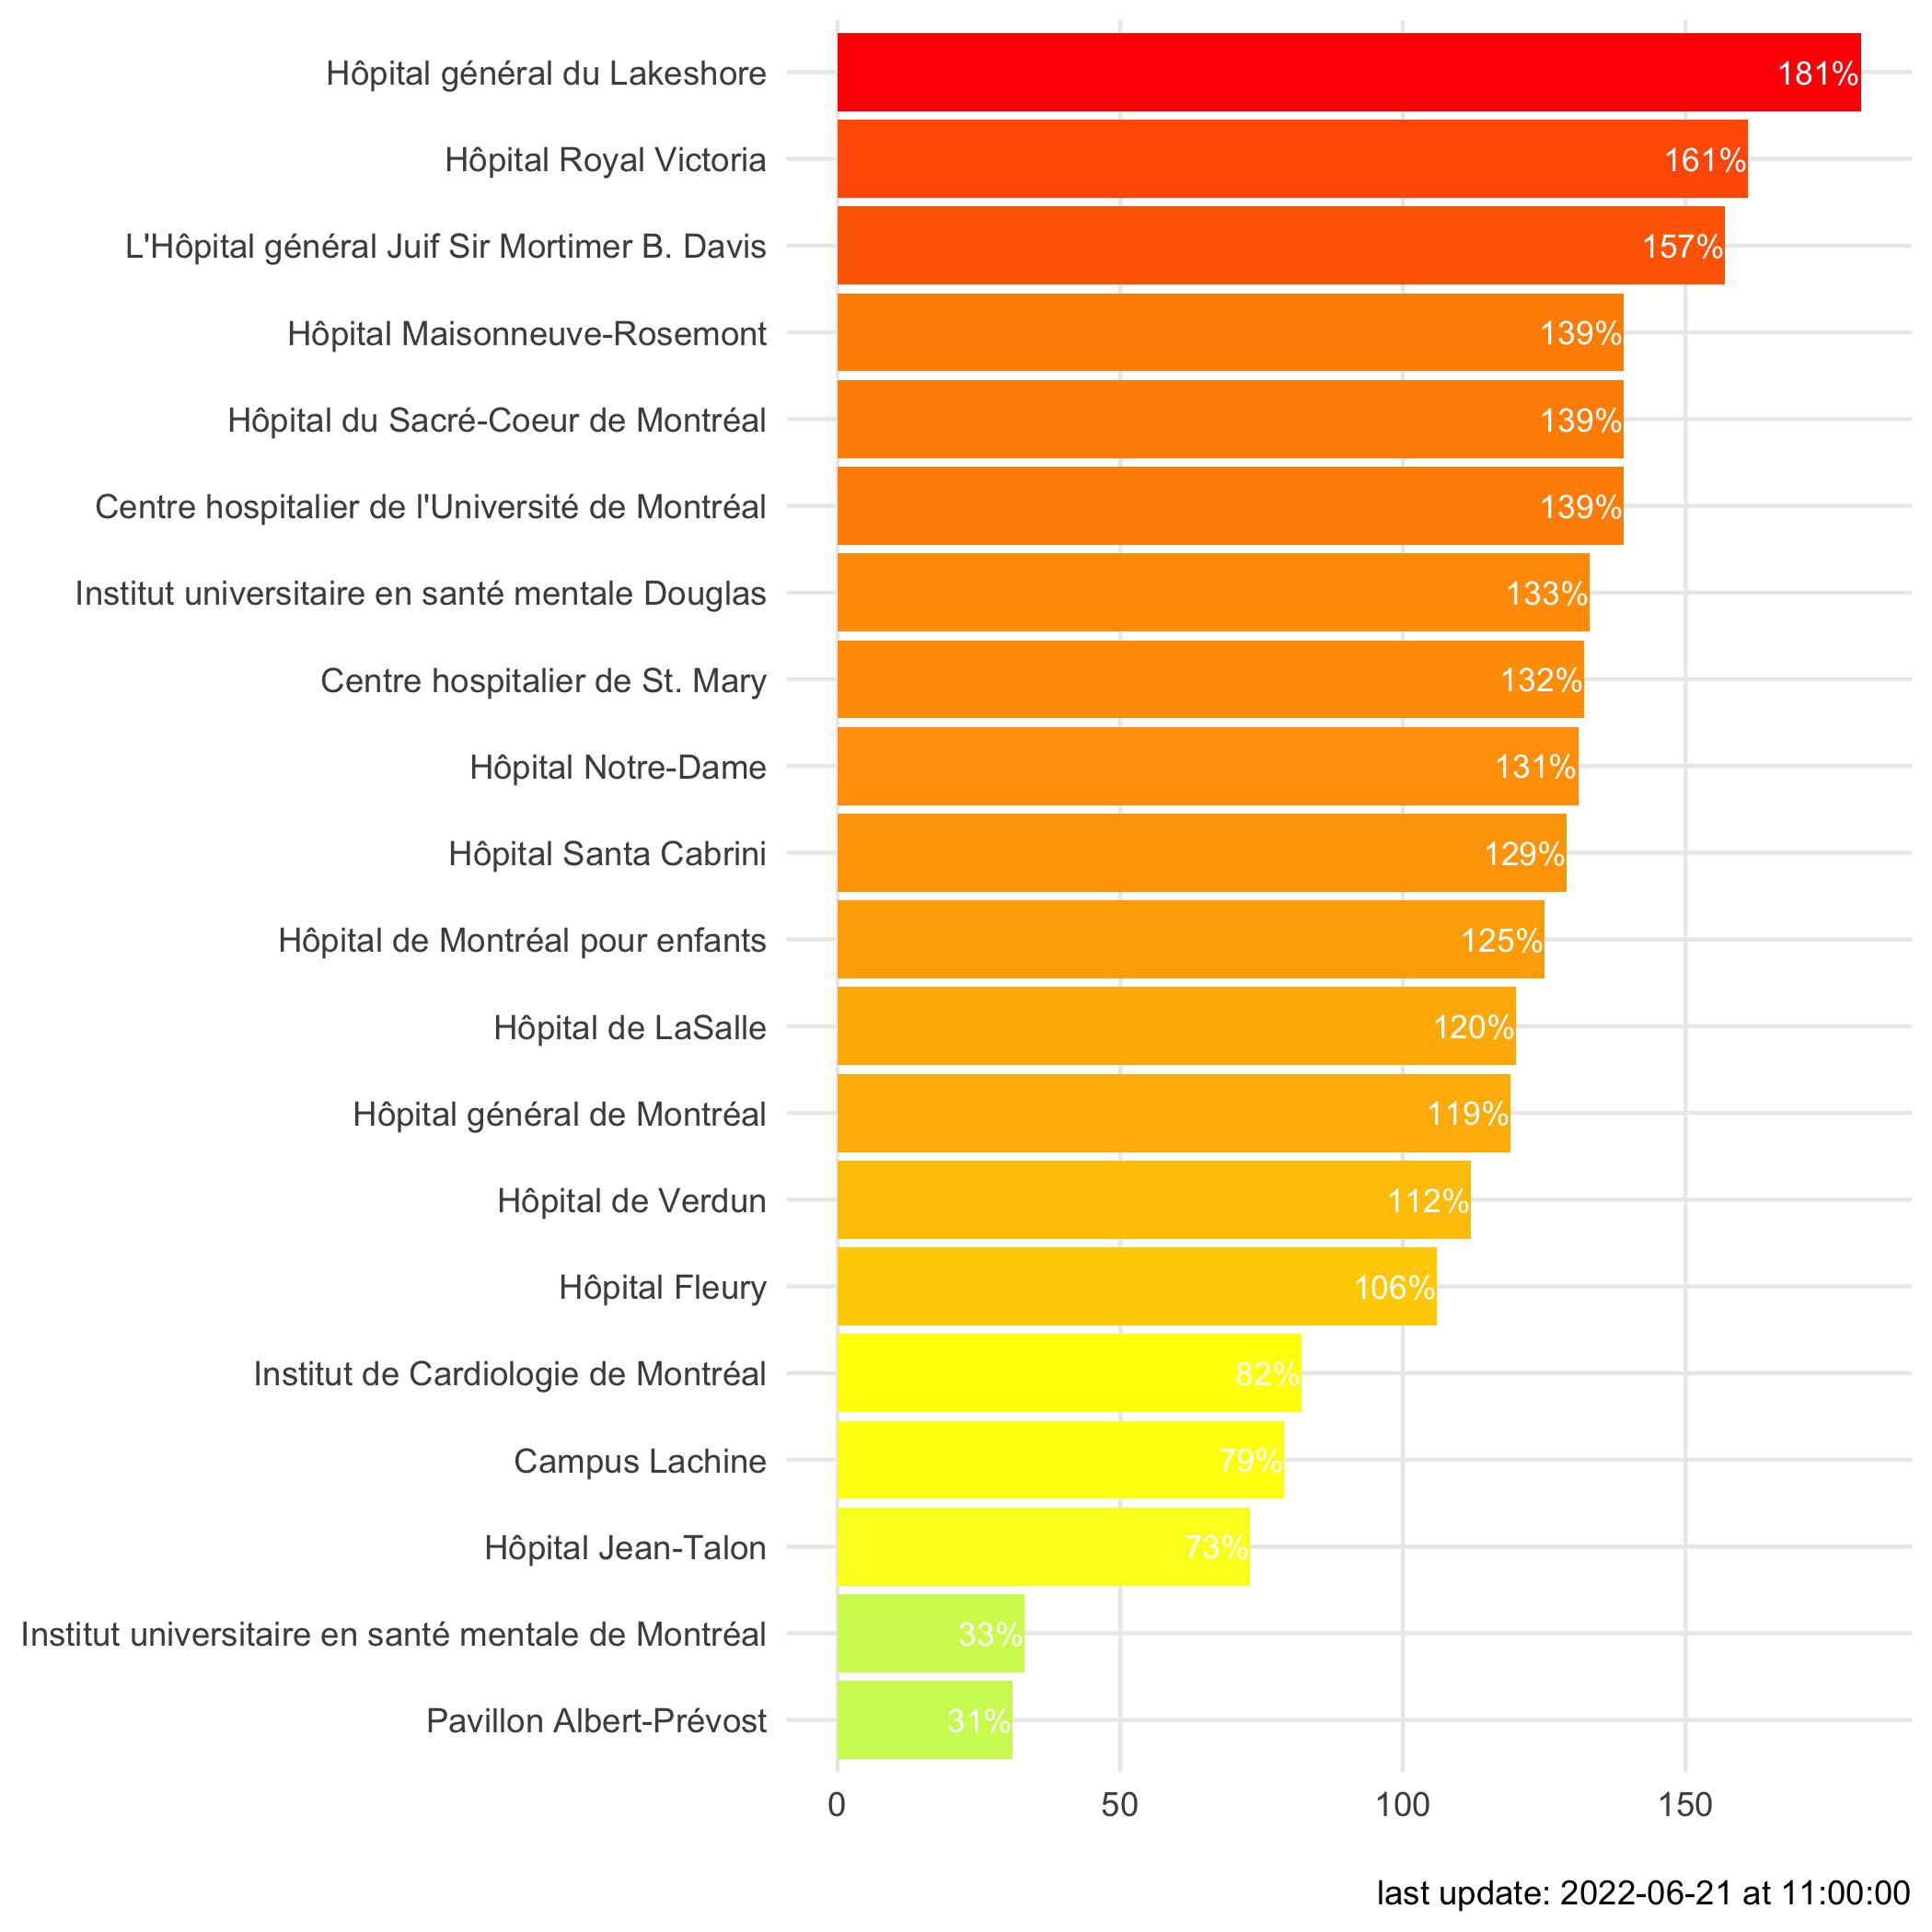 Hôpital général du Lakeshore 181%
Hôpital Royal Victoria 161%
L'Hôpital général Juif Sir Mortimer B. Davis 157%
Hôpital Maisonneuve-Rosemont 139%
Hôpital du Sacré-Coeur de Montréal 139%
Centre hospitalier de l'Université de Montréal 139%
Institut universitaire en santé mentale Douglas 133%
Centre hospitalier de St. Mary 132%
Hôpital Notre-Dame 131%
Hôpital Santa Cabrini 129%
Hôpital de Montréal pour enfants 125%
Hôpital de LaSalle 120%
Hôpital général de Montréal 119%
Hôpital de Verdun 112%
Hôpital Fleury 106%
Institut de Cardiologie de Montréal 82%
Campus Lachine 79%
Hôpital Jean-Talon 73%
Institut universitaire en santé mentale de Montréal 33%
Pavillon Albert-Prévost 31%
0 50 100 150
last update: 2022-06-21 at 11:00:00